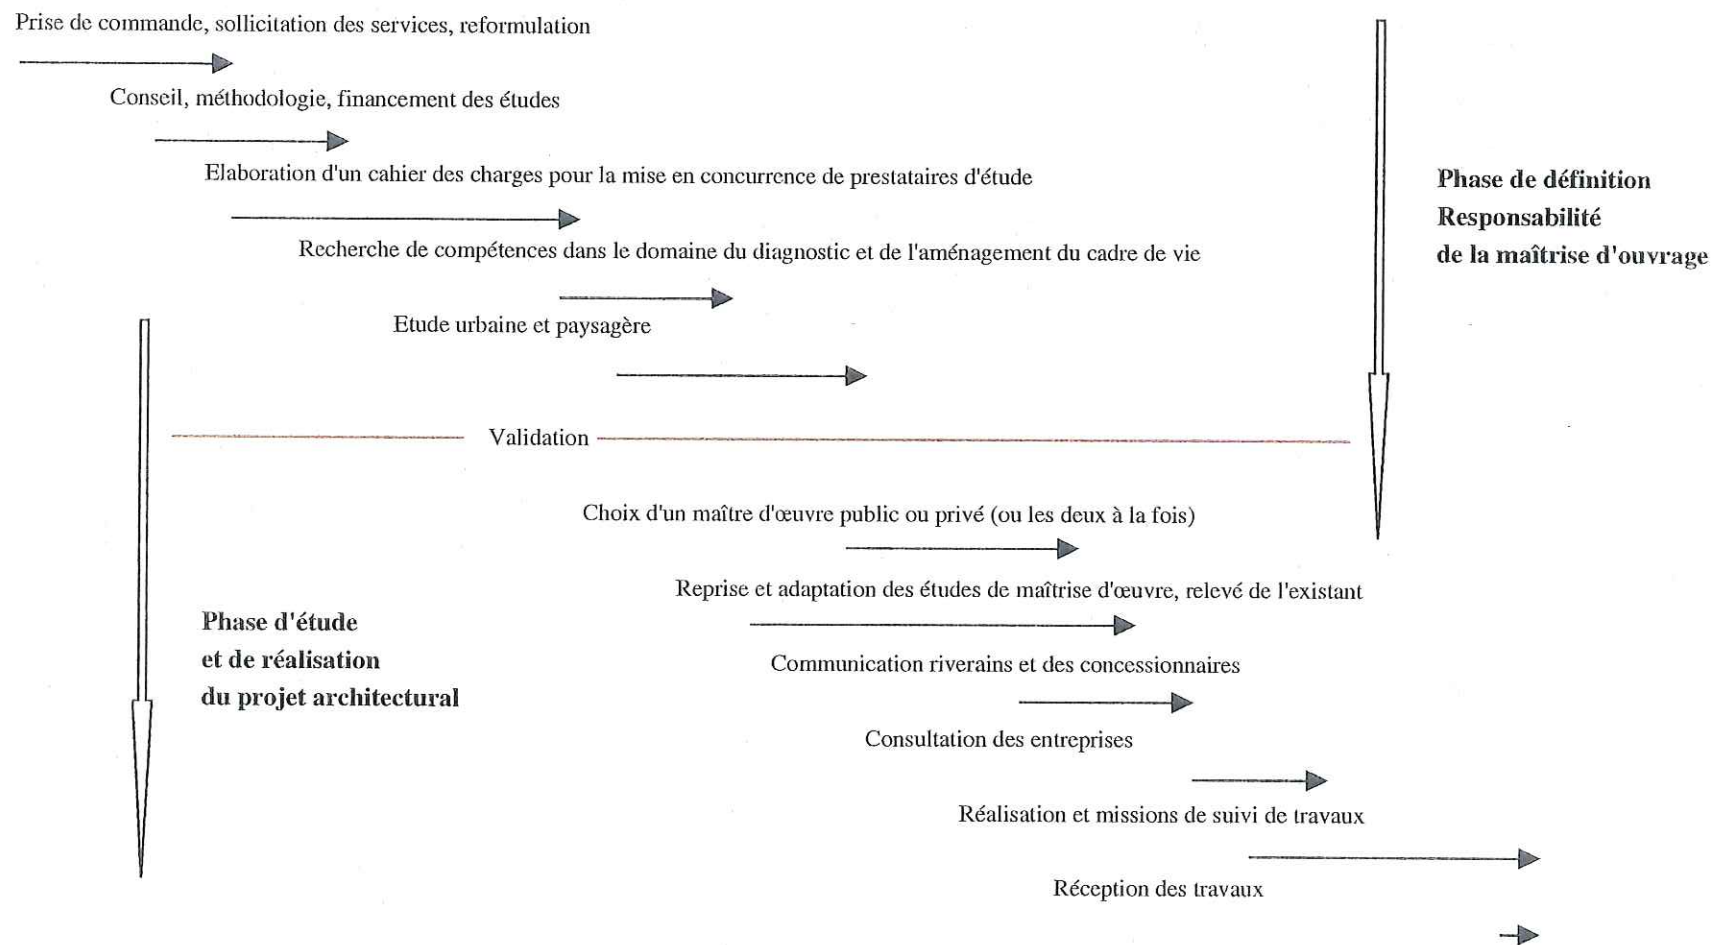 Prise de commande, sollicitation des services, reformulation
Conseil, méthodologie, financement des études
Elaboration d'un cahier des charges pour la mise en concurrence de prestataires d'étude
Phase de définition
Responsabilité
de la maîtrise d'ouvrage
Recherche de compétences dans le domaine du diagnostic et de l'aménagement du cadre de vie
Etude urbaine et paysagère
Validation
Choix d'un maître d'œuvre public ou privé (ou les deux à la fois)
Reprise et adaptation des études de maîtrise d'œuvre, relevé de l'existant
Phase d'étude
et de réalisation
du projet architectural
Communication riverains et des concessionnaires
Consultation des entreprises
Réalisation et missions de suivi de travaux
Réception des travaux